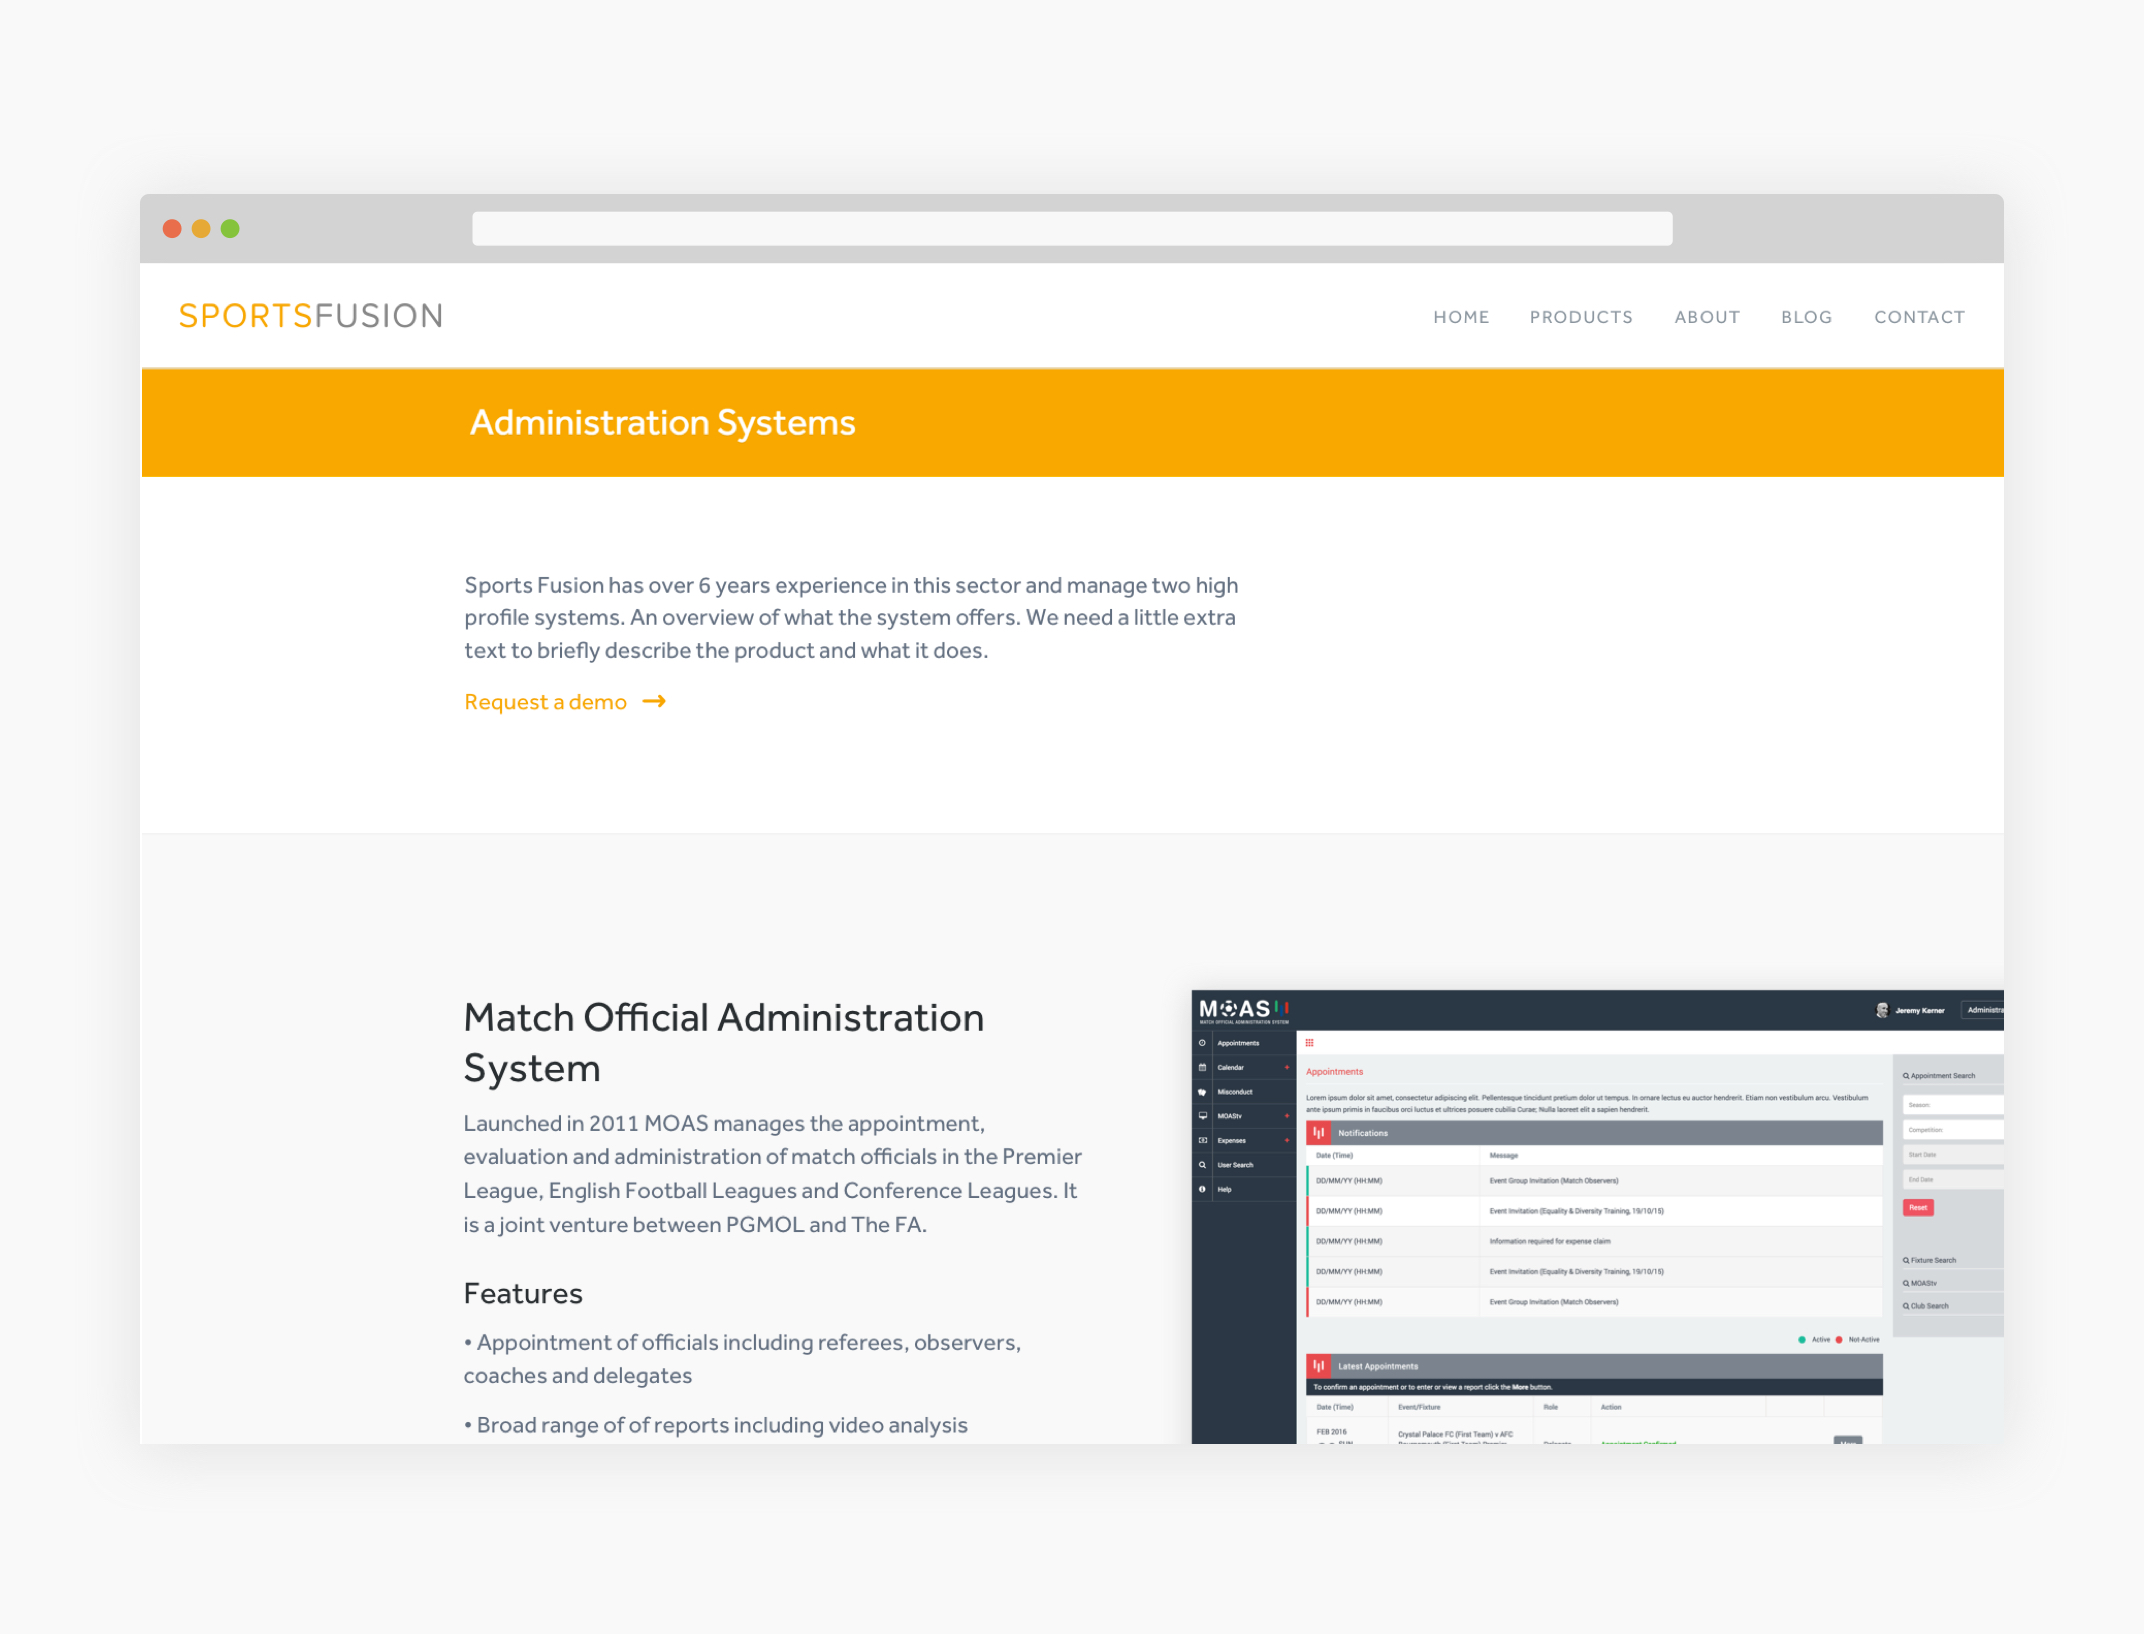 SPORTSFUSION
HOME PRODUCTS ABOUT BLOG CONTACT
Administration Systems
Sports Fusion has over 6 years experience in this sector and manage two high
profile systems. An overview of what the system offers. We need a little extra
text to briefly describe the product and what it does.
Request a demo
Match Official Administration
System
Launched in 2011 MOAS manages the appointment,
evaluation and administration of match officials in the Premier
League, English Football Leagues and Conference Leagues. It
is a joint venture between PGMOL and The FA.
Features
• Appointment of officials including referees, observers,
coaches and delegates
• Broad range of of reports including video analysis
MOAS
MATCH OFFICIAL ADMINISTRATION SYSTEM
Jeremy Kerner
Administra
Appointments
Calendar
Misconduct
MOAStv
Expenses
User Search
Help
Appointments
Lorem ipsum dolor sit amet, consectetur adipiscing elit. Pellentesque tincidunt pretium dolor ut tempus. In ornare lectus eu auctor hendrerit. Etiam non vestibulum arcu. Vestibulum
ante ipsum primis in faucibus orci luctus et ultrices posuere cubilia Curae; Nulla laoreet elit a sapien hendrerit.
Notifications
Date (Time) Message
DD/MM/YY (HH:MM) Event Group Invitation (Match Observers)
DD/MM/YY (HH:MM) Event Invitation (Equality & Diversity Training, 19/10/15)
DD/MM/YY (HH:MM) Information required for expense claim
DD/MM/YY (HH:MM) Event Invitation (Equality & Diversity Training, 19/10/15)
DD/MM/YY (HH:MM) Event Group Invitation (Match Observers)
Active Not-Active
Latest Appointments
To confirm an appointment or to enter or view a report click the More button.
Date (Time) Event/Fixture Role Action
FEB 2016
Crystal Palace FC (First Team) v AFC
Appointment Search
Season:
Competition:
Start Date
End Date
Reset
Fixture Search
MOAStv
Club Search